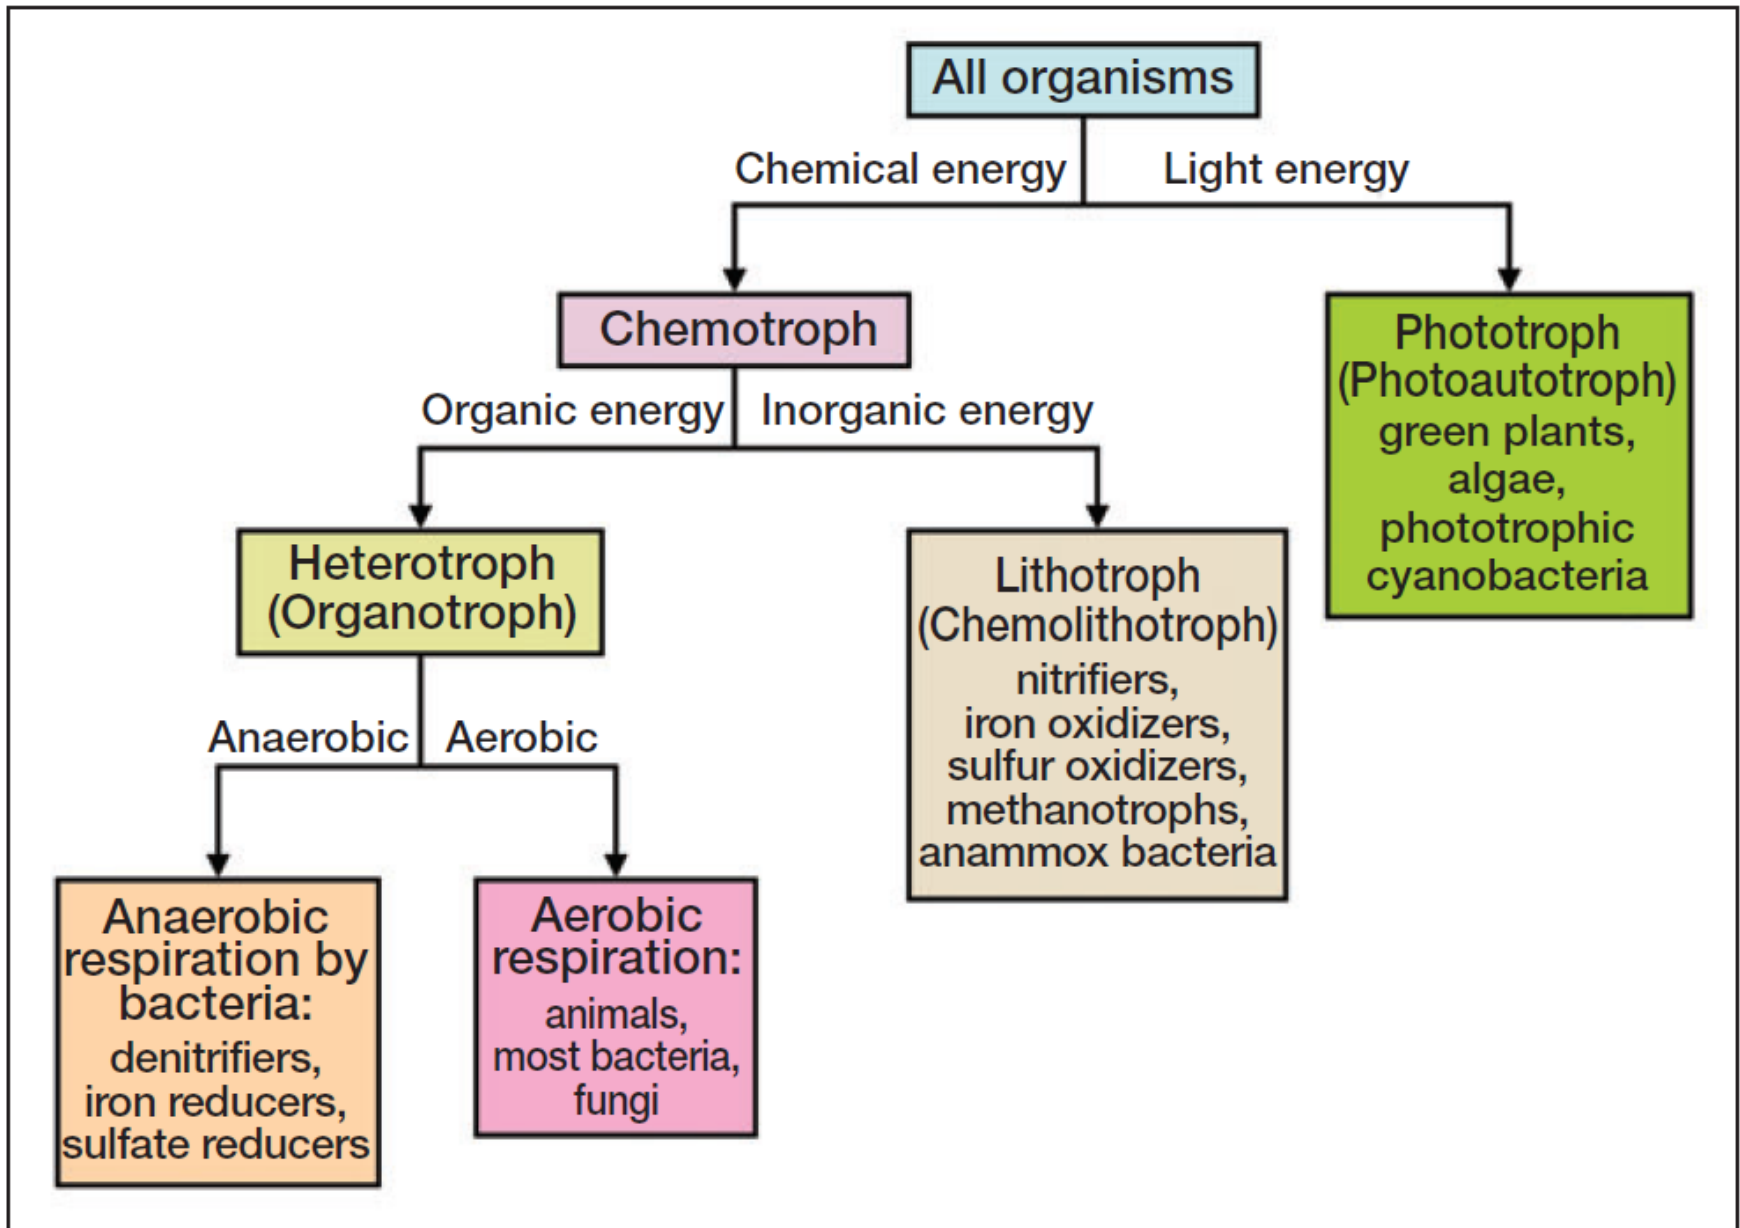 All organisms
Chemical energy
Light energy
Chemotroph
Phototroph
(Photoautotroph)
green plants,
algae,
phototrophic
cyanobacteria
Organic energy
Inorganic energy
Heterotroph
(Organotroph)
Lithotroph
(Chemolithotroph)
nitrifiers,
iron oxidizers,
sulfur oxidizers,
methanotrophs,
anammox bacteria
Anaerobic
Aerobic
Anaerobic
respiration by
bacteria:
denitrifiers,
iron reducers,
sulfate reducers
Aerobic
respiration:
animals,
most bacteria,
fungi